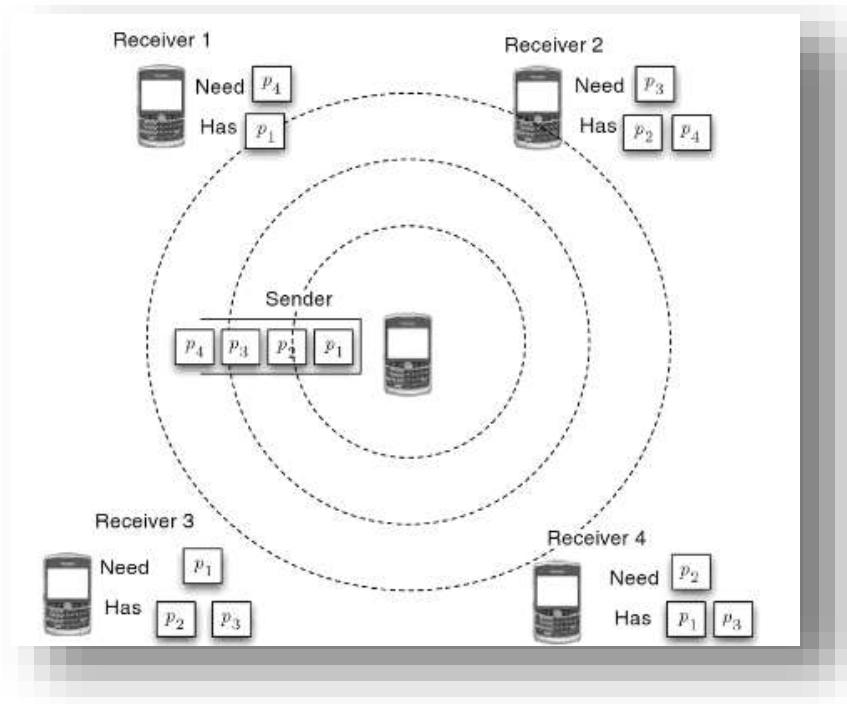 Receiver 1
Need p4
Has p1
Receiver 2
Need p3
Has p2 p4
Sender
p4 p3 p2 p1
Receiver 3
Need p1
Has p2 p3
Receiver 4
Need p2
Has p1 p3